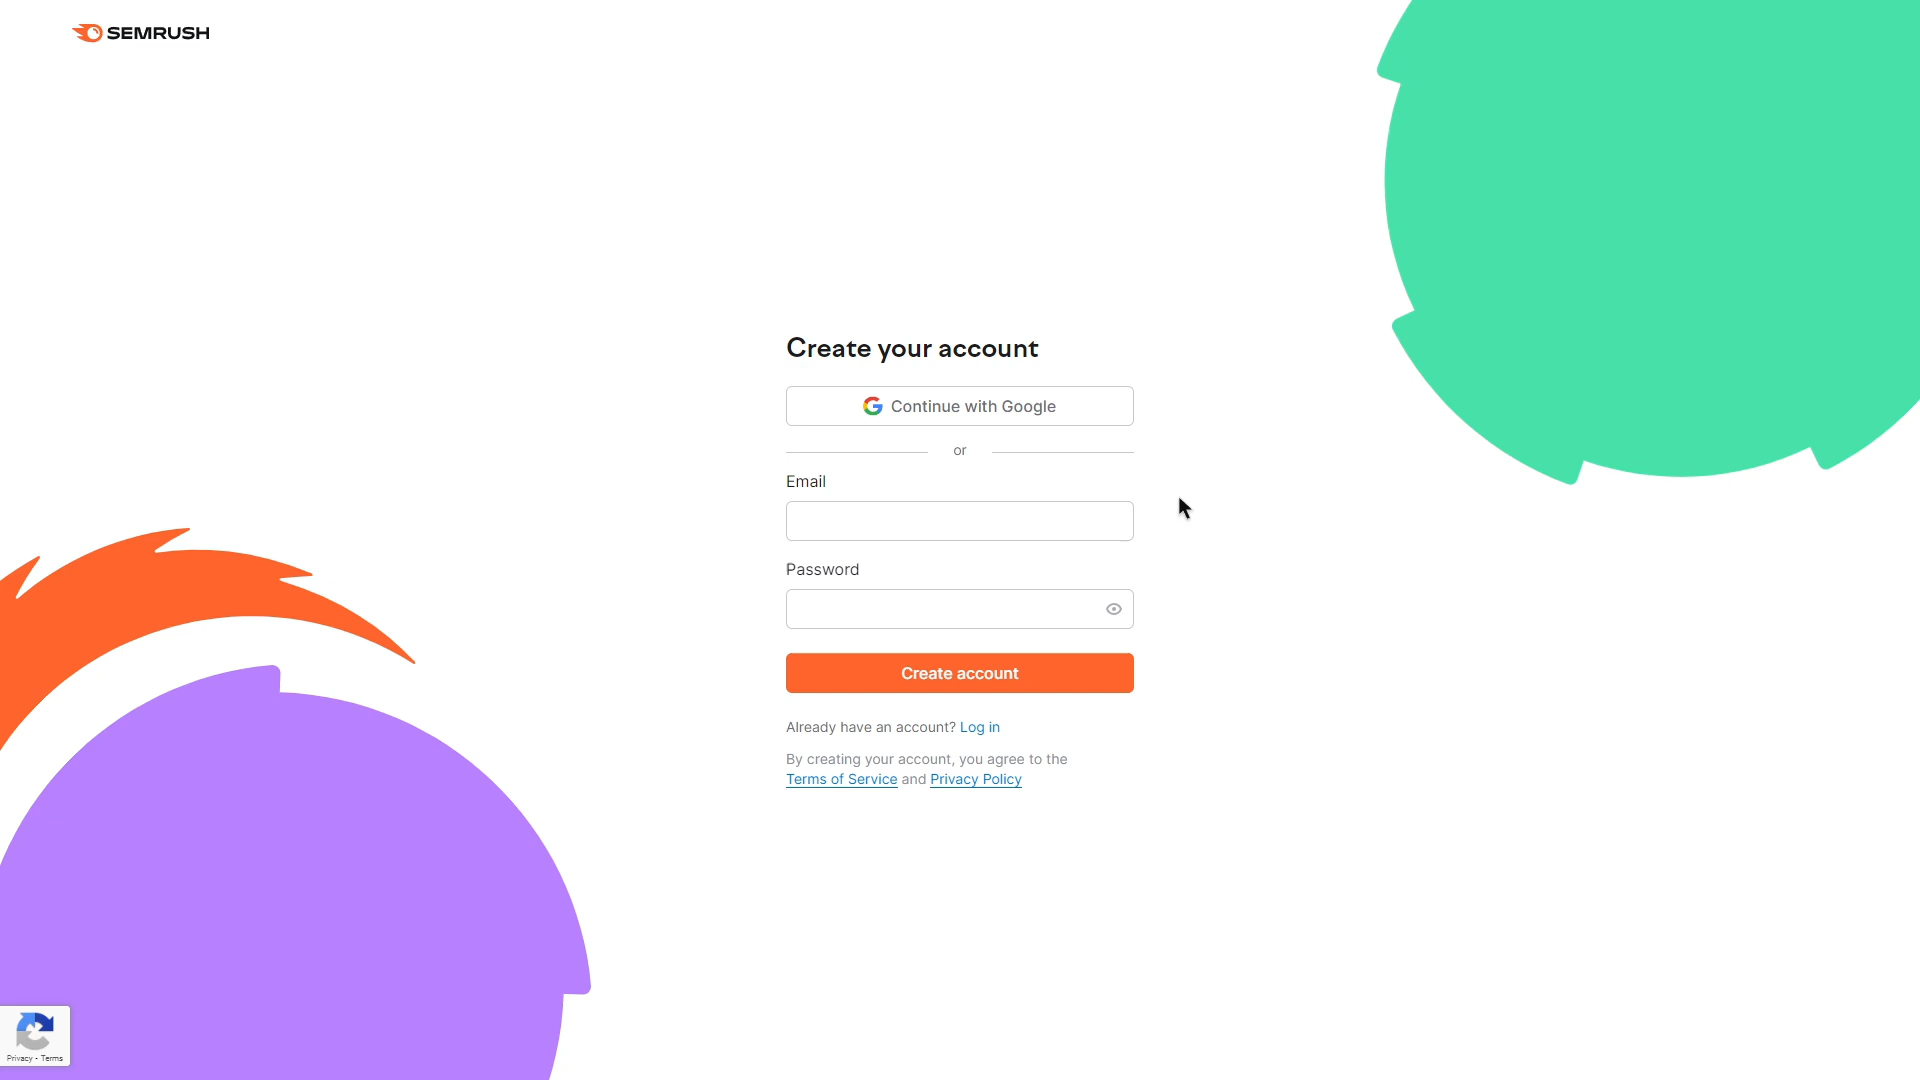 SEMRUSH
Create your account
Continue with Google
or
Email
Password
Create account
Already have an account? Log in
By creating your account, you agree to the
Terms of Service and Privacy Policy
Privacy - Terms